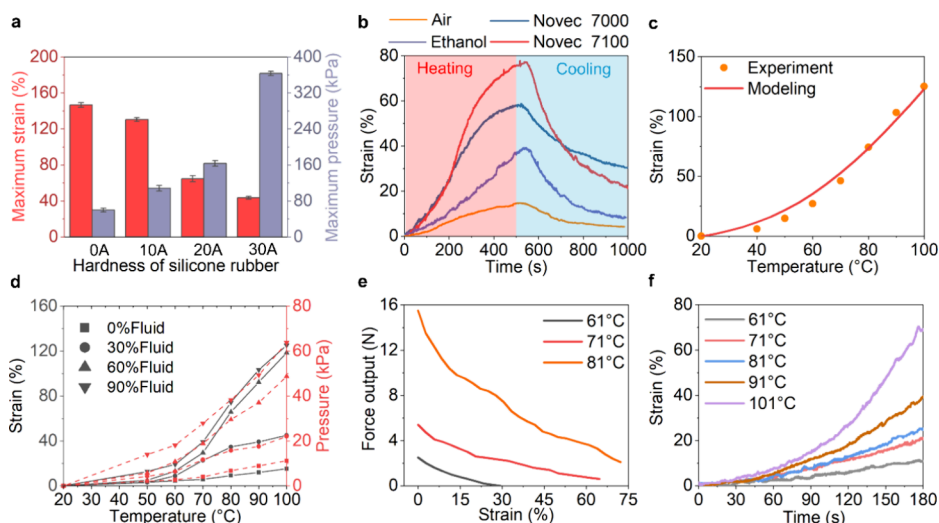 a
Maximum strain (%)
200
160
120
80
40
0
400
320
240
160
80
0
Maximum pressure (kPa)
0A 10A 20A 30A
Hardness of silicone rubber
b
Air Novec 7000
Ethanol Novec 7100
Heating Cooling
Strain (%)
80
60
40
20
0
0 200 400 600 800 1000
Time (s)
c
Experiment
Modeling
Strain (%)
150
100
50
0
20 40 60 80 100
Temperature (°C)
d
0%Fluid
30%Fluid
60%Fluid
90%Fluid
Strain (%)
160
120
80
40
0
80
60
40
20
0
Pressure (kPa)
20 50 60 70 80 90 100
Temperature (°C)
e
61°C
71°C
81°C
Force output (N)
16
12
8
4
0
0 15 30 45 60 75
Strain (%)
f
61°C
71°C
81°C
91°C
101°C
Strain (%)
80
60
40
20
0
0 30 60 90 120 150 180
Time (s)